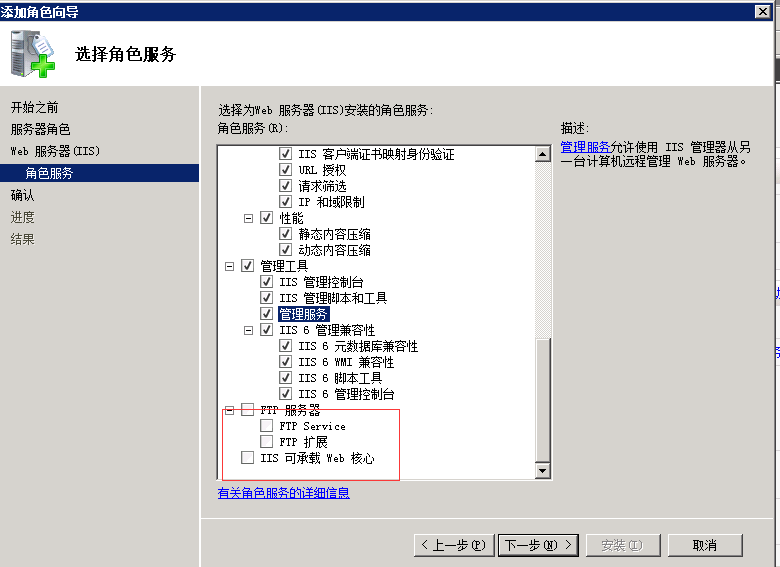 添加角色向导
选择角色服务
开始之前
服务器角色
Web 服务器(IIS)
角色服务
确认
进度
结果
选择为Web 服务器(IIS)安装的角色服务:
角色服务(R):
IIS 客户端证书映射身份验证
URL 授权
请求筛选
IP 和域限制
性能
静态内容压缩
动态内容压缩
管理工具
IIS 管理控制台
IIS 管理脚本和工具
管理服务
IIS 6 管理兼容性
IIS 6 元数据库兼容性
IIS 6 WMI 兼容性
IIS 6 脚本工具
IIS 6 管理控制台
FTP 服务器
FTP Service
FTP 扩展
IIS 可承载 Web 核心
有关角色服务的详细信息
描述:
管理服务允许使用 IIS 管理器从另
一台计算机远程管理 Web 服务器。
< 上一步(P)
下一步(N) >
安装(I)
取消